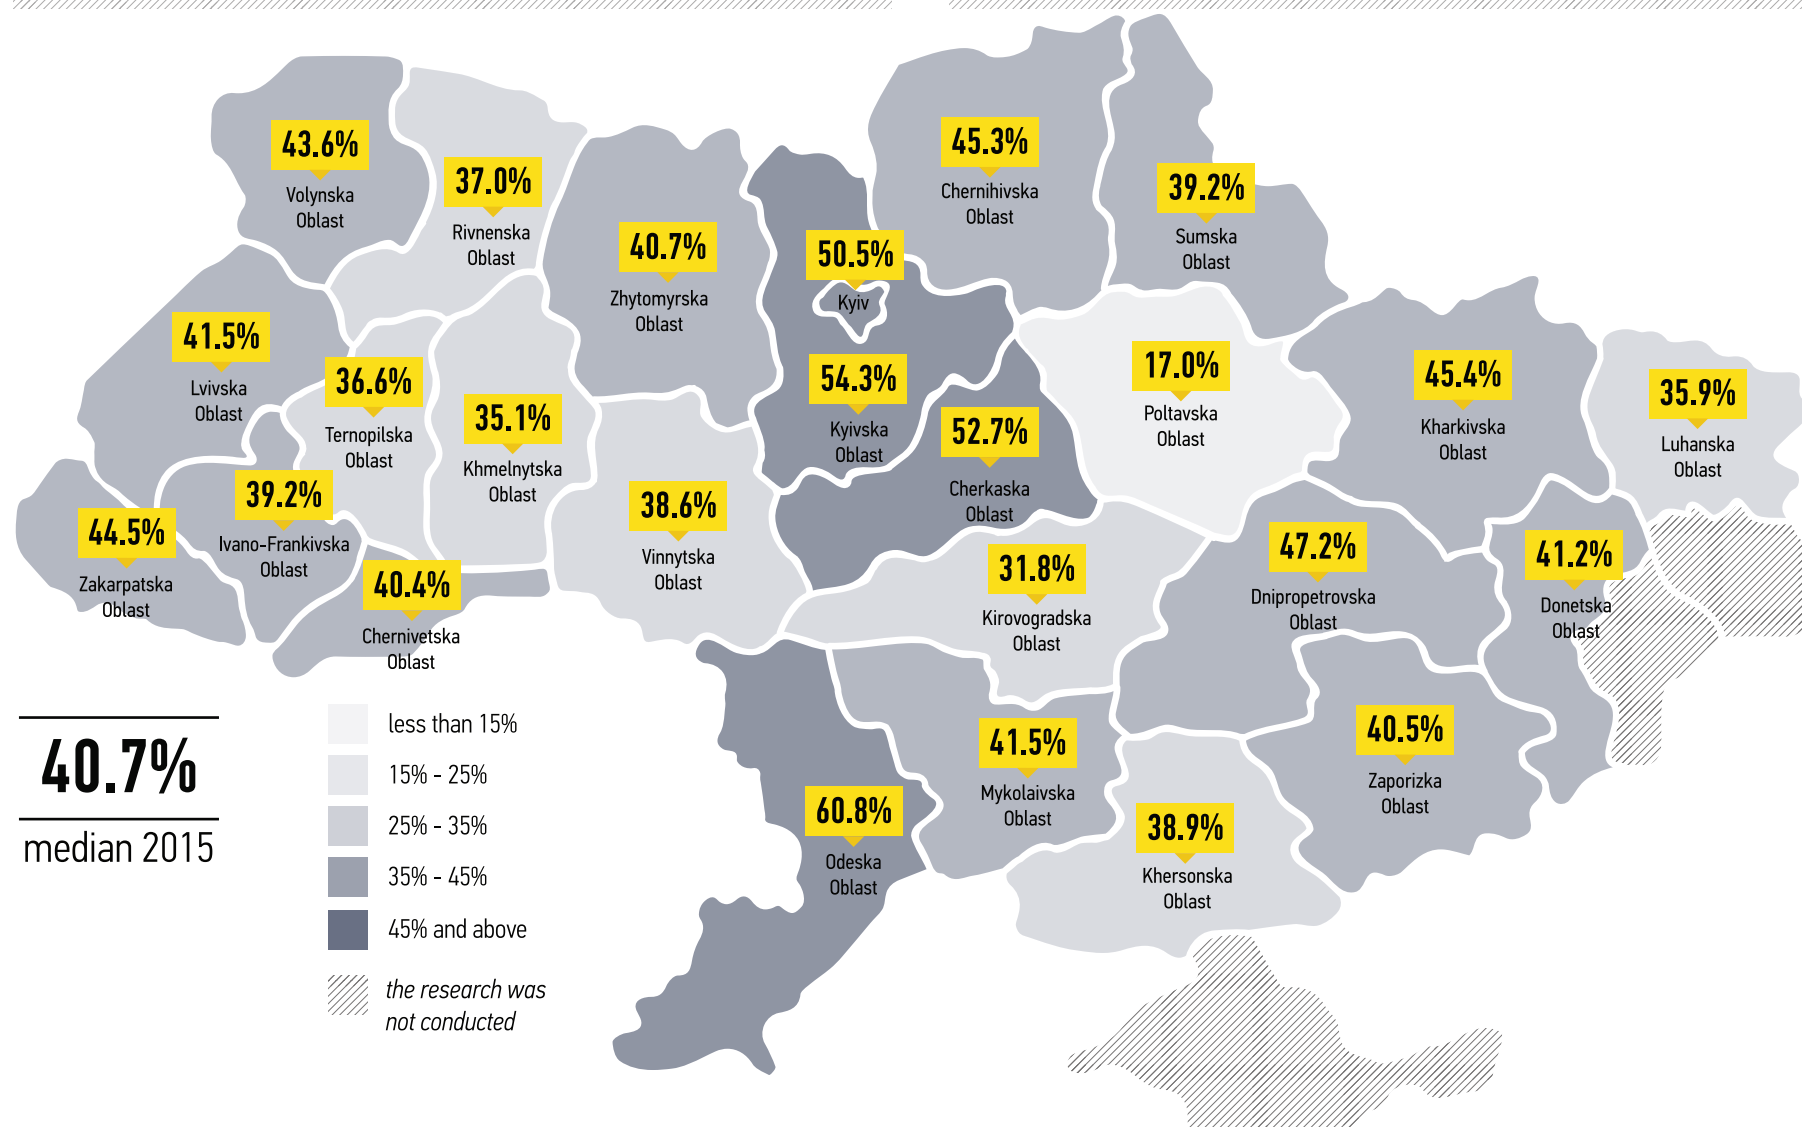 43.6%
Volynska
Oblast
37.0%
Rivnenska
Oblast
40.7%
Zhytomyrska
Oblast
50.5%
Kyiv
45.3%
Chernihivska
Oblast
39.2%
Sumska
Oblast
41.5%
Lvivska
Oblast
36.6%
Ternopilska
Oblast
35.1%
Khmelnytska
Oblast
54.3%
Kyivska
Oblast
52.7%
Cherkaska
Oblast
17.0%
Poltavska
Oblast
45.4%
Kharkivska
Oblast
35.9%
Luhanska
Oblast
44.5%
Zakarpatska
Oblast
39.2%
Ivano-Frankivska
Oblast
40.4%
Chernivetska
Oblast
38.6%
Vinnytska
Oblast
31.8%
Kirovogradska
Oblast
47.2%
Dnipropetrovska
Oblast
41.2%
Donetska
Oblast
60.8%
Odeska
Oblast
41.5%
Mykolaivska
Oblast
38.9%
Khersonska
Oblast
40.5%
Zaporizka
Oblast
40.7%
median 2015
less than 15%
15% - 25%
25% - 35%
35% - 45%
45% and above
the research was
not conducted